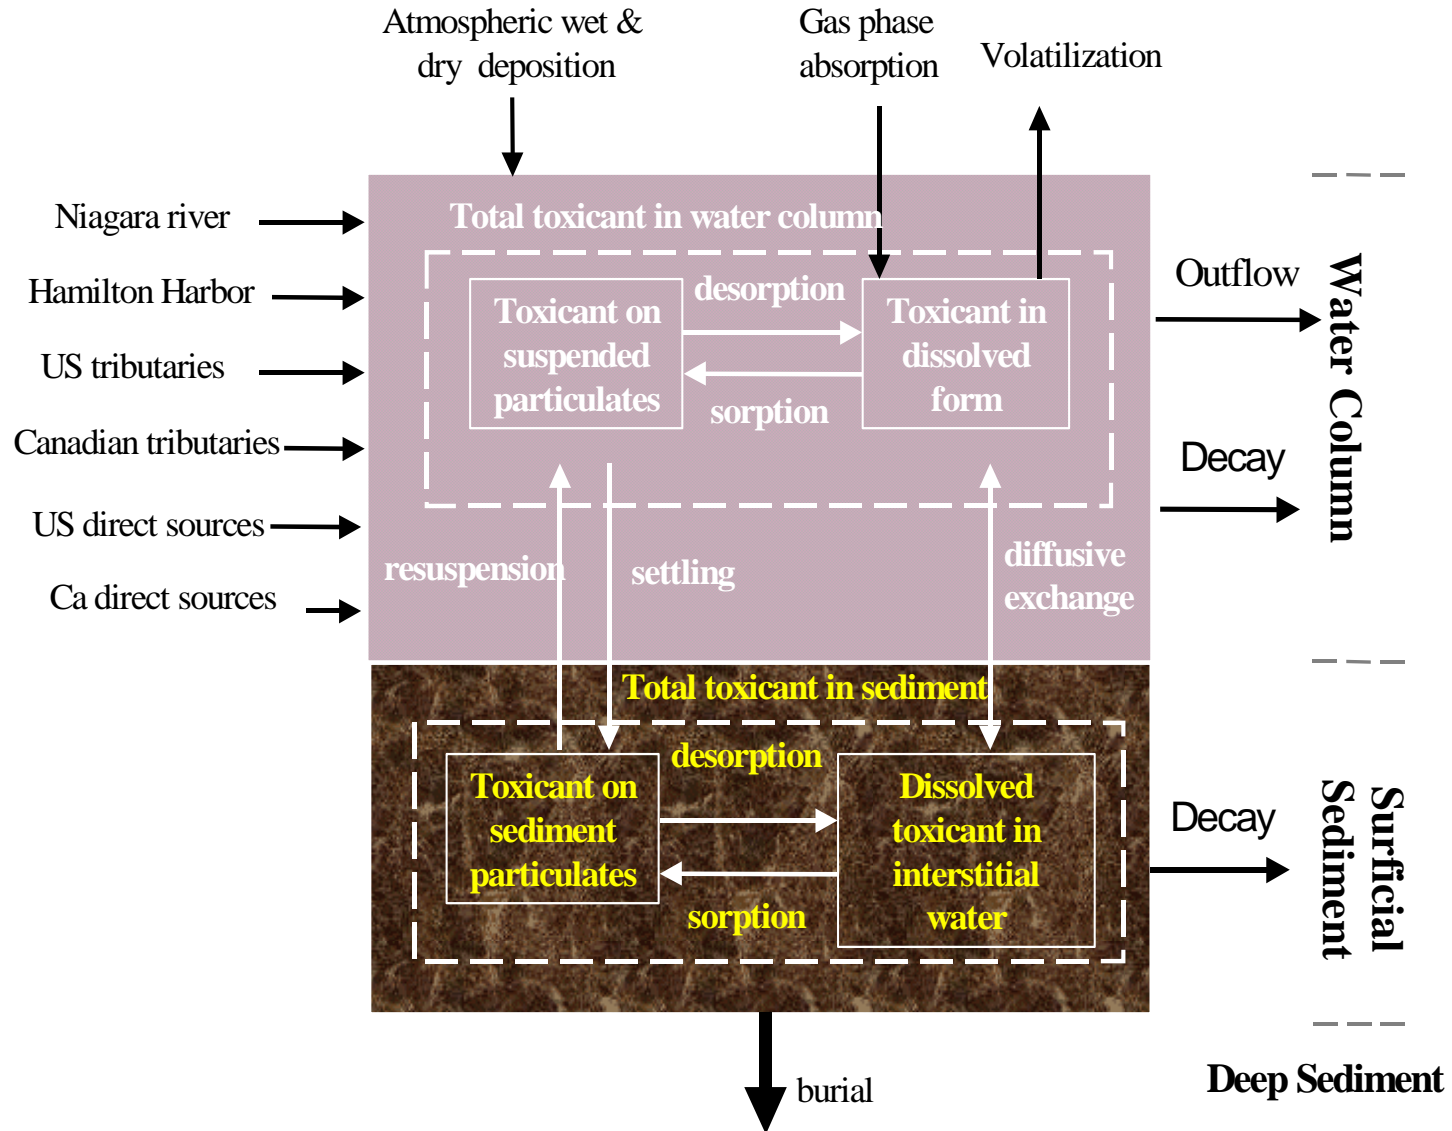 Atmospheric wet &
dry deposition
Gas phase
absorption
Volatilization
Niagara river
Hamilton Harbor
US tributaries
Canadian tributaries
US direct sources
Ca direct sources
Total toxicant in water column
Toxicant on
suspended
particulates
desorption
sorption
Toxicant in
dissolved
form
Outflow
Decay
Water Column
resuspension
settling
diffusive
exchange
Total toxicant in sediment
Toxicant on
sediment
particulates
desorption
sorption
Dissolved
toxicant in
interstitial
water
Decay
Surficial
Sediment
burial
Deep Sediment